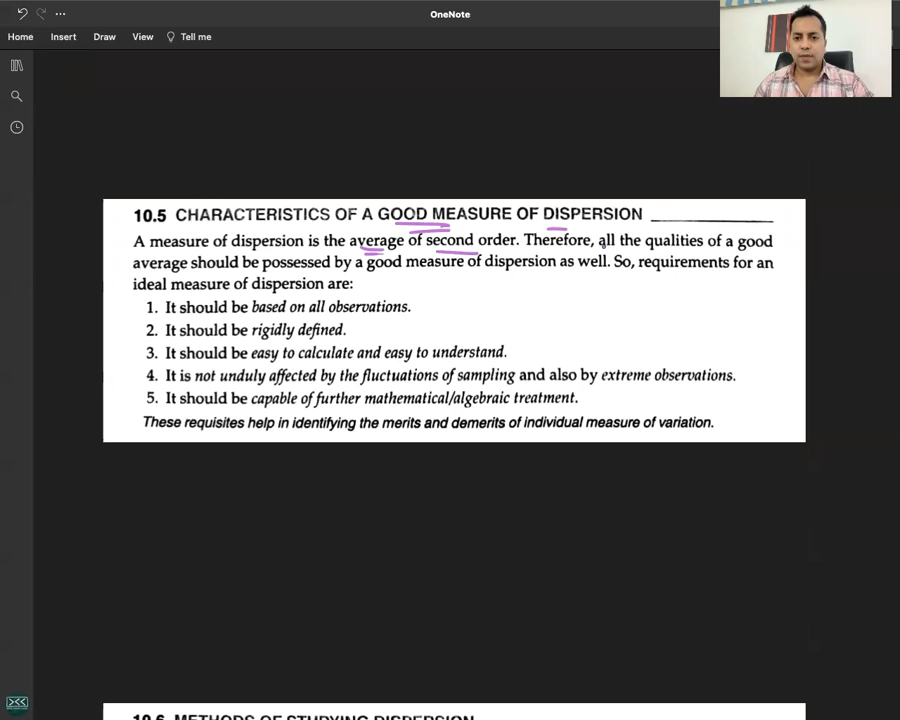 OneNote
Home Insert Draw View Tell me
10.5 CHARACTERISTICS OF A GOOD MEASURE OF DISPERSION
A measure of dispersion is the average of second order. Therefore, all the qualities of a good
average should be possessed by a good measure of dispersion as well. So, requirements for an
ideal measure of dispersion are:
1. It should be based on all observations.
2. It should be rigidly defined.
3. It should be easy to calculate and easy to understand.
4. It is not unduly affected by the fluctuations of sampling and also by extreme observations.
5. It should be capable of further mathematical/algebraic treatment.
These requisites help in identifying the merits and demerits of individual measure of variation.
10.6 METHODS OF STUDYING DISPERSION